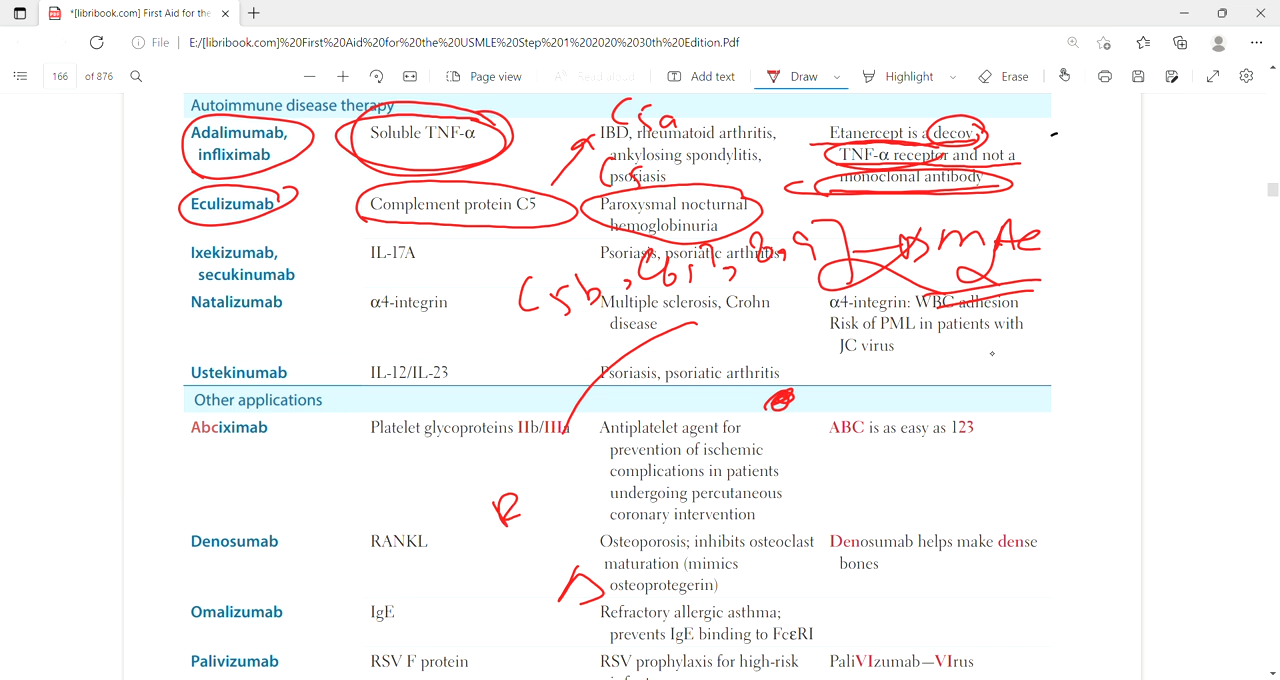 *[libribook.com] First Aid for the
File
E:/[libribook.com]%20First%20Aid%20for%20the%20USMLE%20Step%201%202020%2030th%20Edition.Pdf
166 of 876
Page view
Read aloud
Add text
Draw
Highlight
Erase
Autoimmune disease therapy
C5a
Adalimumab, Soluble TNF-α IBD, rheumatoid arthritis, Etanercept is a decoy
infliximab ankylosing spondylitis, TNF-α receptor and not a
psoriasis monoclonal antibody
C5
Eculizumab Complement protein C5 Paroxysmal nocturnal
hemoglobinuria
Ixekizumab, IL-17A Psoriasis, psoriatic arthritis
secukinumab
C5b, C6, 7, 8, 9
Natalizumab α4-integrin Multiple sclerosis, Crohn α4-integrin: WBC adhesion
disease Risk of PML in patients with
JC virus
Ustekinumab IL-12/IL-23 Psoriasis, psoriatic arthritis
Other applications
Abciximab Platelet glycoproteins IIb/IIIa Antiplatelet agent for ABC is as easy as 123
prevention of ischemic
complications in patients
undergoing percutaneous
coronary intervention
Denosumab RANKL Osteoporosis; inhibits osteoclast Denosumab helps make dense
maturation (mimics bones
osteoprotegerin)
Omalizumab IgE Refractory allergic asthma;
prevents IgE binding to FcεRI
Palivizumab RSV F protein RSV prophylaxis for high-risk PaliVIzumab—VIrus